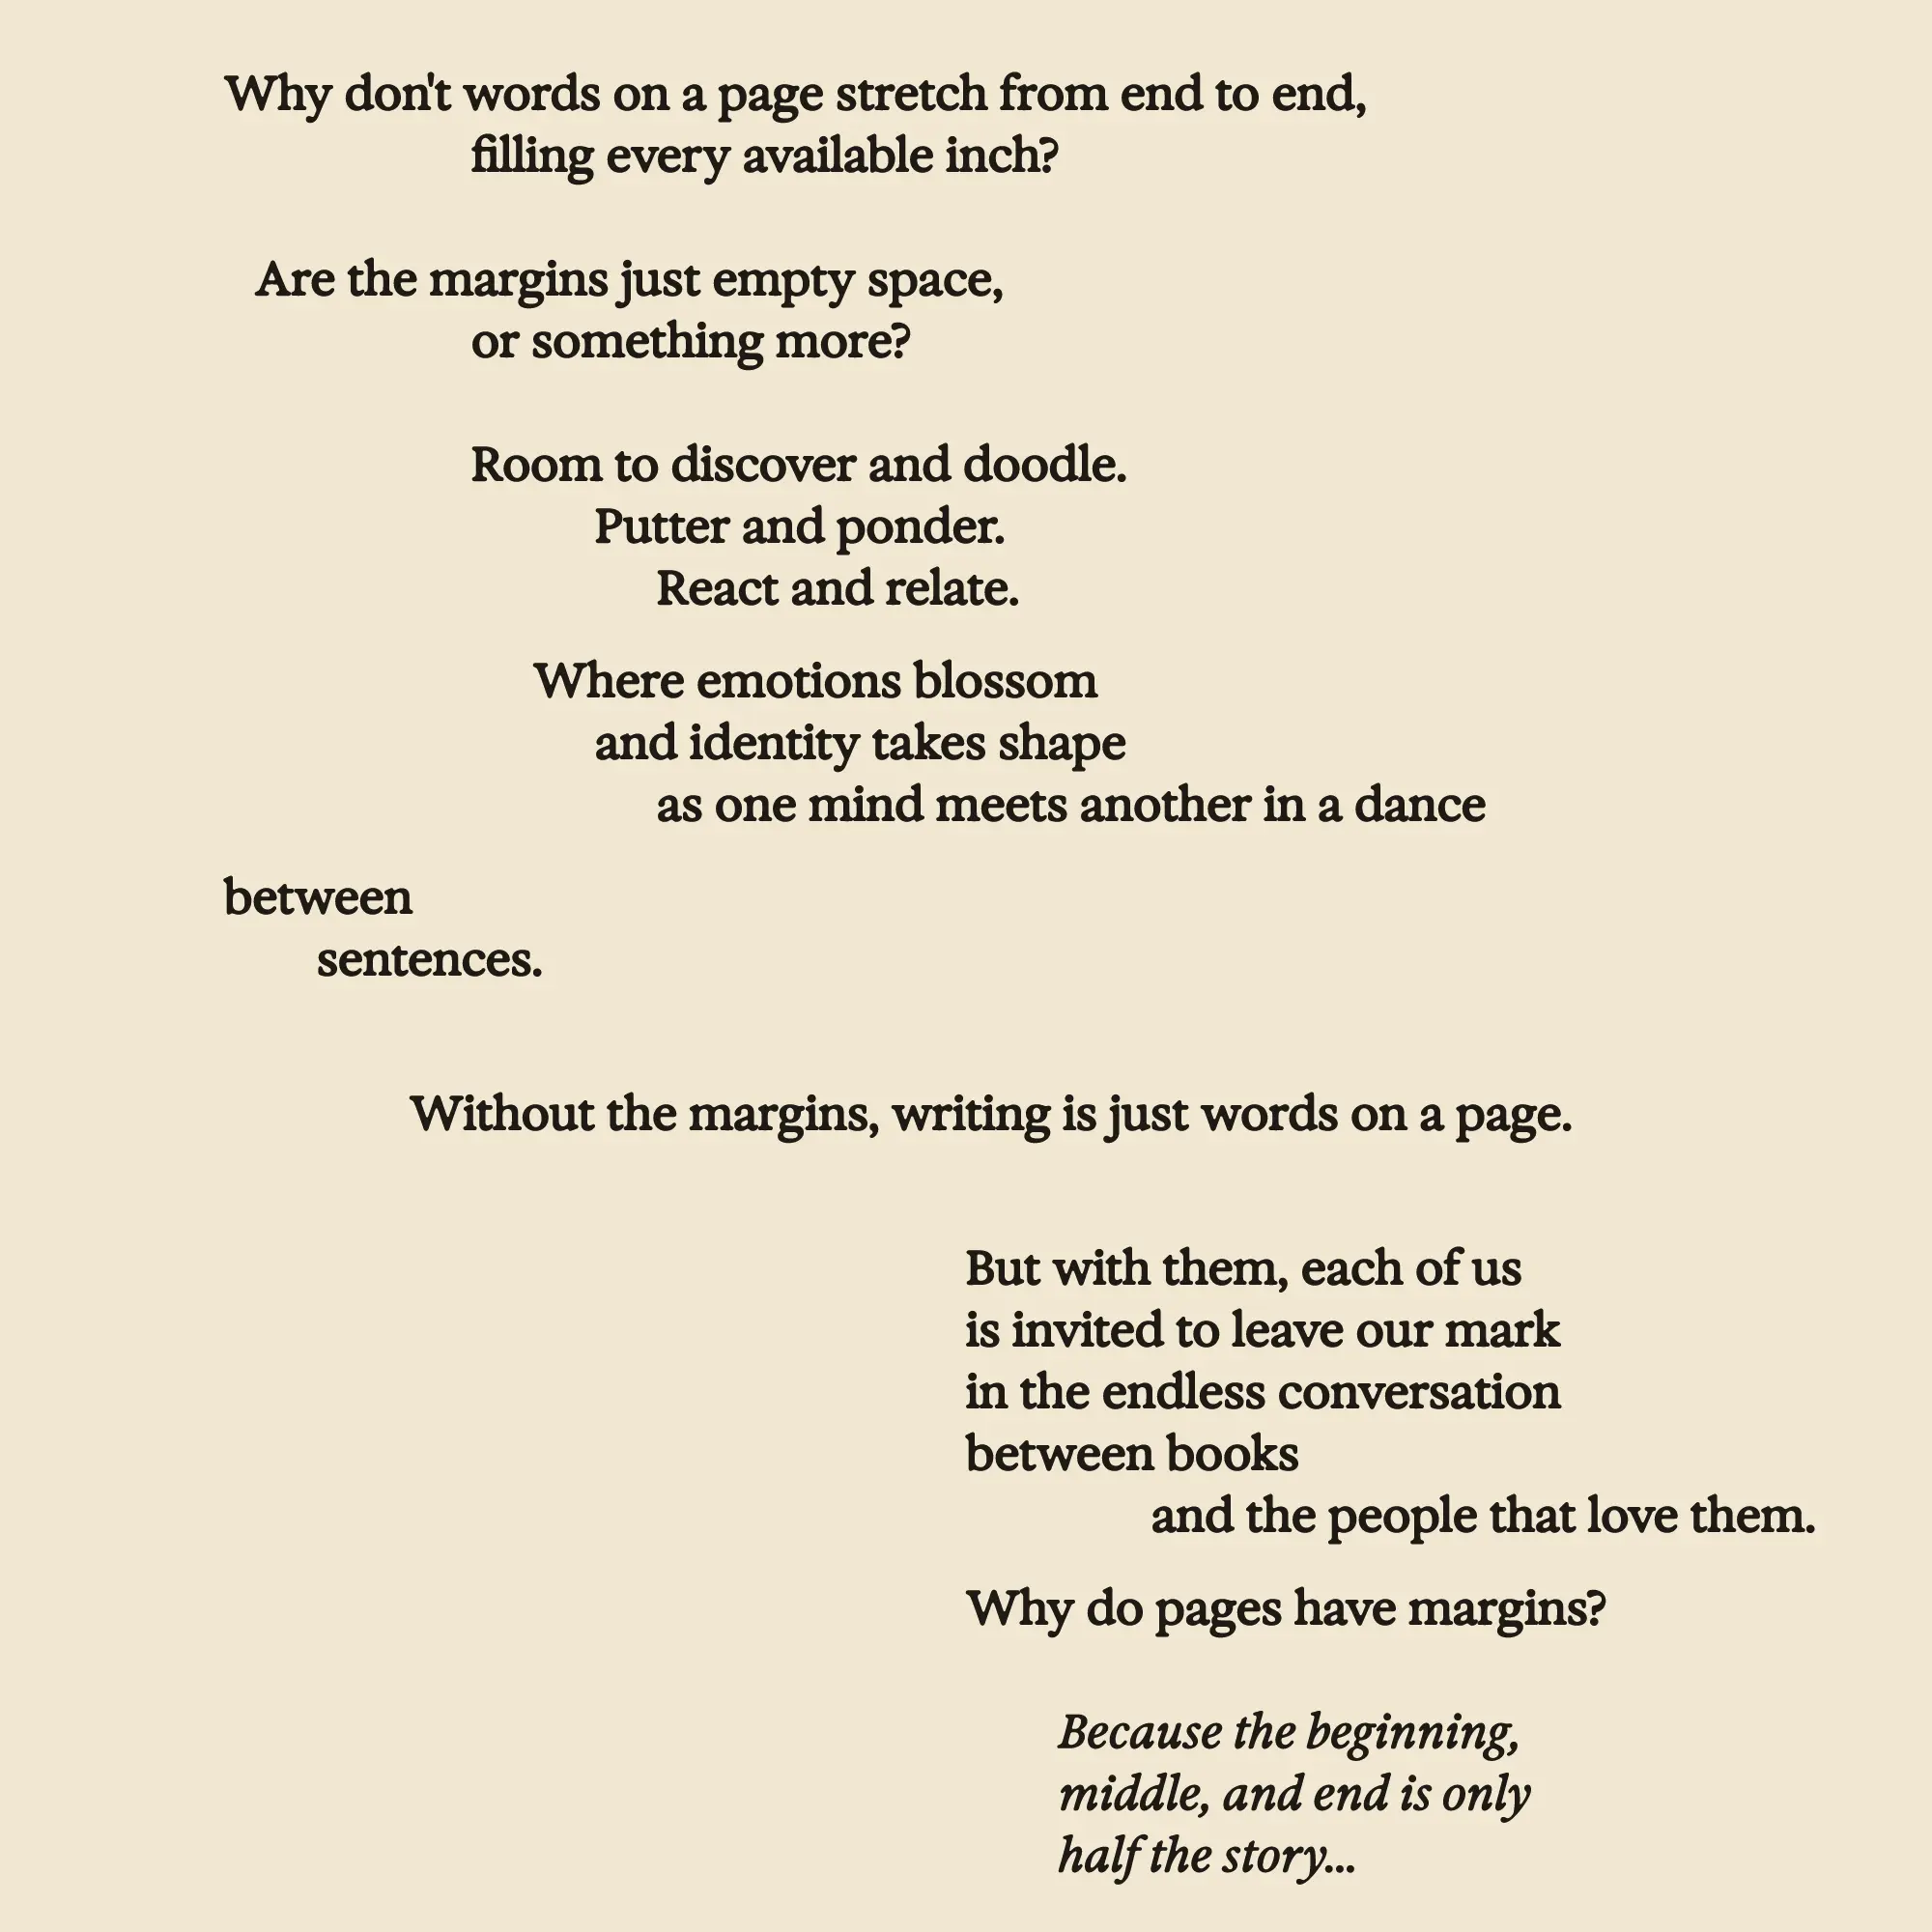 Why don't words on a page stretch from end to end,
filling every available inch?
Are the margins just empty space,
or something more?
Room to discover and doodle.
Putter and ponder.
React and relate.
Where emotions blossom
and identity takes shape
as one mind meets another in a dance
between
sentences.
Without the margins, writing is just words on a page.
But with them, each of us
is invited to leave our mark
in the endless conversation
between books
and the people that love them.
Why do pages have margins?
Because the beginning,
middle, and end is only
half the story...